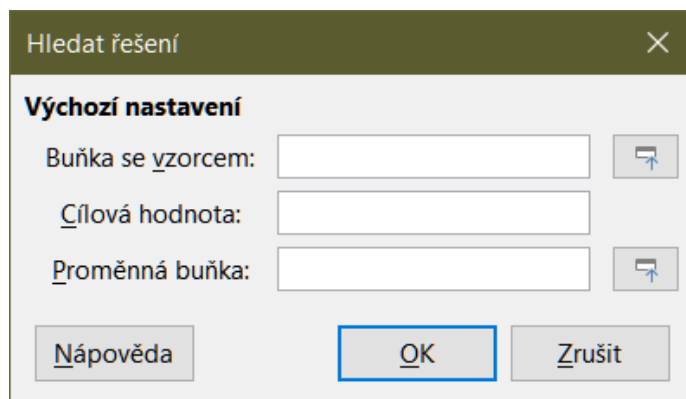 Hledat řešení
Výchozí nastavení
Buňka se vzorcem:
Cílová hodnota:
Proměnná buňka:
Nápověda OK Zrušit